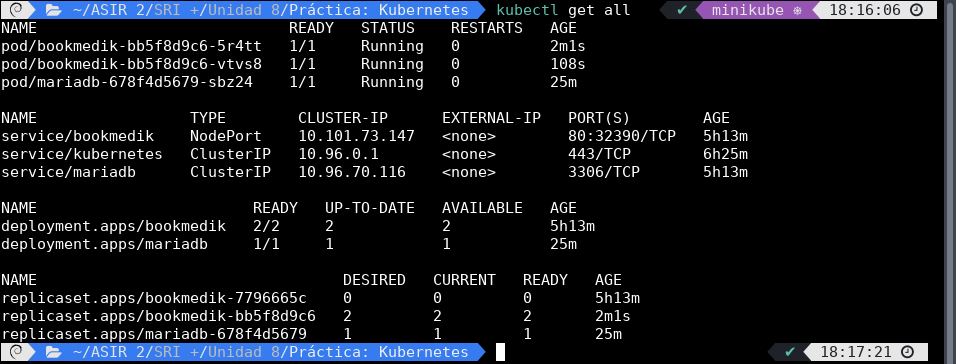 ~/ASIR 2/SRI +/Unidad 8/Práctica: Kubernetes kubectl get all ✔ minikube ⎈ 18:16:06
NAME READY STATUS RESTARTS AGE
pod/bookmedik-bb5f8d9c6-5r4tt 1/1 Running 0 2m1s
pod/bookmedik-bb5f8d9c6-vtvs8 1/1 Running 0 108s
pod/mariadb-678f4d5679-sbz24 1/1 Running 0 25m
NAME TYPE CLUSTER-IP EXTERNAL-IP PORT(S) AGE
service/bookmedik NodePort 10.101.73.147 <none> 80:32390/TCP 5h13m
service/kubernetes ClusterIP 10.96.0.1 <none> 443/TCP 6h25m
service/mariadb ClusterIP 10.96.70.116 <none> 3306/TCP 5h13m
NAME READY UP-TO-DATE AVAILABLE AGE
deployment.apps/bookmedik 2/2 2 2 5h13m
deployment.apps/mariadb 1/1 1 1 25m
NAME DESIRED CURRENT READY AGE
replicaset.apps/bookmedik-7796665c 0 0 0 5h13m
replicaset.apps/bookmedik-bb5f8d9c6 2 2 2 2m1s
replicaset.apps/mariadb-678f4d5679 1 1 1 25m
~/ASIR 2/SRI +/Unidad 8/Práctica: Kubernetes ✔ 18:17:21